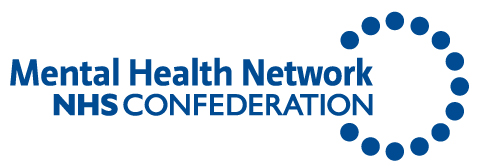 Mental Health Network
NHS CONFEDERATION